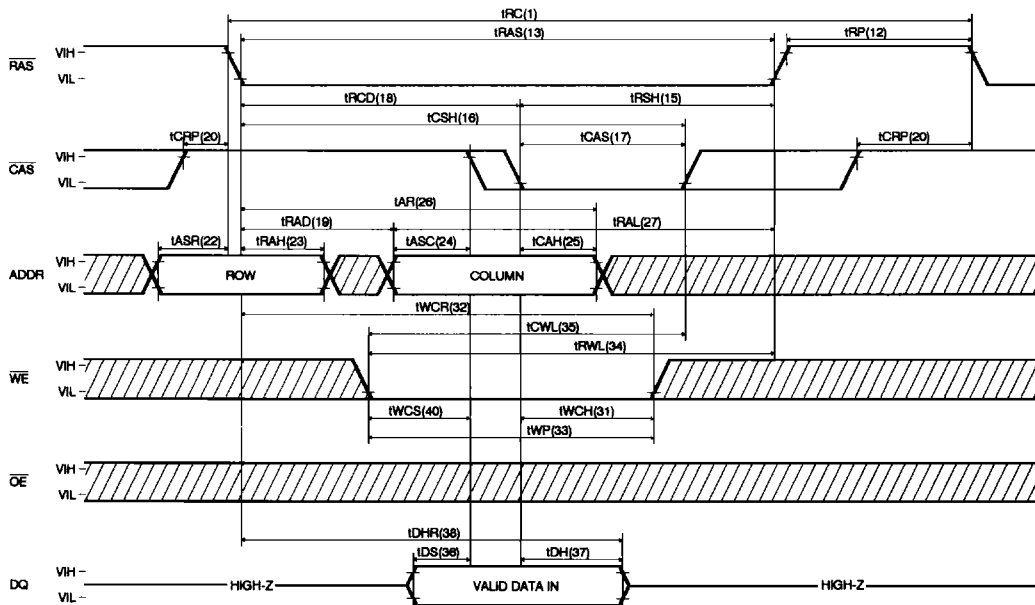 tRC(1)
tRAS(13) tRP(12)
RAS VIH
VIL
tRCD(18) tRSH(15)
tCSH(16)
tCRP(20) tCAS(17) tCRP(20)
CAS VIH
VIL
tAR(26)
tRAD(19) tRAL(27)
tASR(22) tRAH(23) tASC(24) tCAH(25)
ADDR VIH ROW COLUMN
VIL
tWCR(32)
tCWL(35)
tRWL(34)
WE VIH
VIL
tWCS(40) tWCH(31)
tWP(33)
OE VIH
VIL
tDHR(38)
tDS(36) tDH(37)
DQ VIH HIGH-Z VALID DATA IN HIGH-Z
VIL